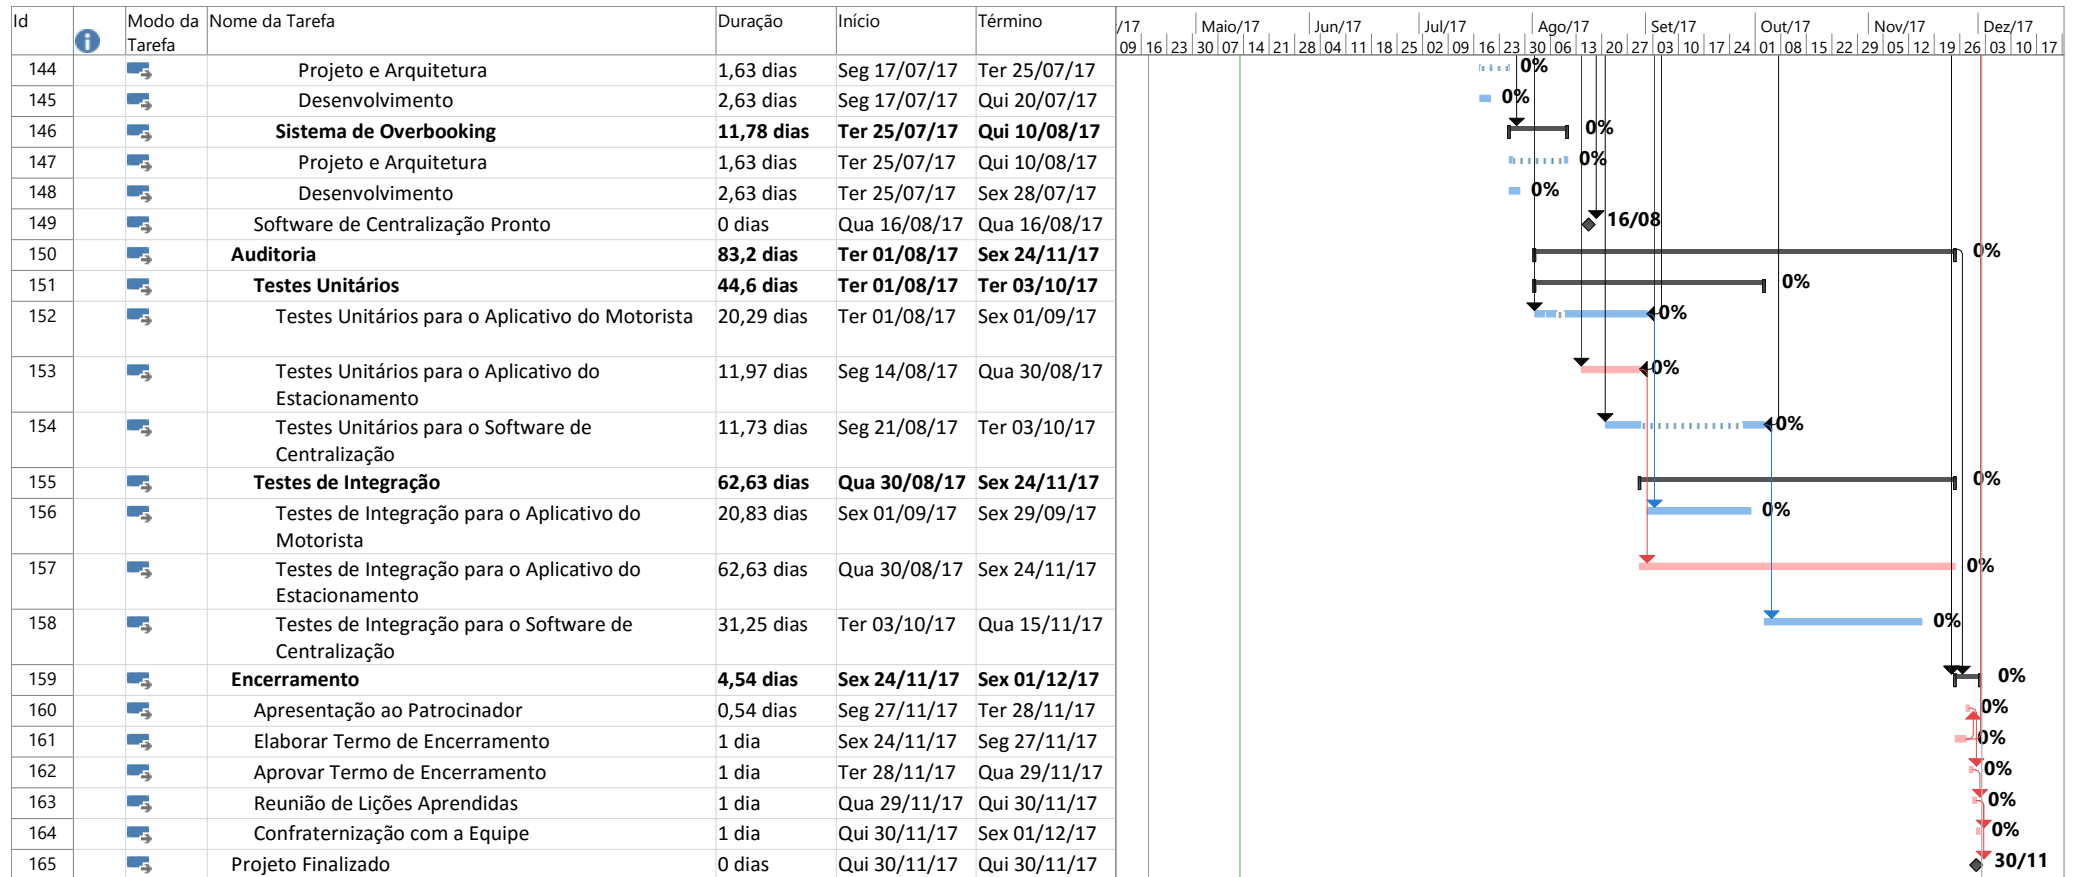 Id Modo da Tarefa Nome da Tarefa Duração Início Término
/17 Maio/17 Jun/17 Jul/17 Ago/17 Set/17 Out/17 Nov/17 Dez/17
09 16 23 30 07 14 21 28 04 11 18 25 02 09 16 23 30 06 13 20 27 03 10 17 24 01 08 15 22 29 05 12 19 26 03 10 17
144 Projeto e Arquitetura 1,63 dias Seg 17/07/17 Ter 25/07/17 0%
145 Desenvolvimento 2,63 dias Seg 17/07/17 Qui 20/07/17 0%
146 Sistema de Overbooking 11,78 dias Ter 25/07/17 Qui 10/08/17 0%
147 Projeto e Arquitetura 1,63 dias Ter 25/07/17 Qui 10/08/17 0%
148 Desenvolvimento 2,63 dias Ter 25/07/17 Sex 28/07/17 0%
149 Software de Centralização Pronto 0 dias Qua 16/08/17 Qua 16/08/17 16/08
150 Auditoria 83,2 dias Ter 01/08/17 Sex 24/11/17 0%
151 Testes Unitários 44,6 dias Ter 01/08/17 Ter 03/10/17 0%
152 Testes Unitários para o Aplicativo do Motorista 20,29 dias Ter 01/08/17 Sex 01/09/17 0%
153 Testes Unitários para o Aplicativo do 11,97 dias Seg 14/08/17 Qua 30/08/17 0%
Estacionamento
154 Testes Unitários para o Software de 11,73 dias Seg 21/08/17 Ter 03/10/17 0%
Centralização
155 Testes de Integração 62,63 dias Qua 30/08/17 Sex 24/11/17 0%
156 Testes de Integração para o Aplicativo do 20,83 dias Sex 01/09/17 Sex 29/09/17 0%
Motorista
157 Testes de Integração para o Aplicativo do 62,63 dias Qua 30/08/17 Sex 24/11/17 0%
Estacionamento
158 Testes de Integração para o Software de 31,25 dias Ter 03/10/17 Qua 15/11/17 0%
Centralização
159 Encerramento 4,54 dias Sex 24/11/17 Sex 01/12/17 0%
160 Apresentação ao Patrocinador 0,54 dias Seg 27/11/17 Ter 28/11/17 0%
161 Elaborar Termo de Encerramento 1 dia Sex 24/11/17 Seg 27/11/17 0%
162 Aprovar Termo de Encerramento 1 dia Ter 28/11/17 Qua 29/11/17 0%
163 Reunião de Lições Aprendidas 1 dia Qua 29/11/17 Qui 30/11/17 0%
164 Confraternização com a Equipe 1 dia Qui 30/11/17 Sex 01/12/17 0%
165 Projeto Finalizado 0 dias Qui 30/11/17 Qui 30/11/17 30/11